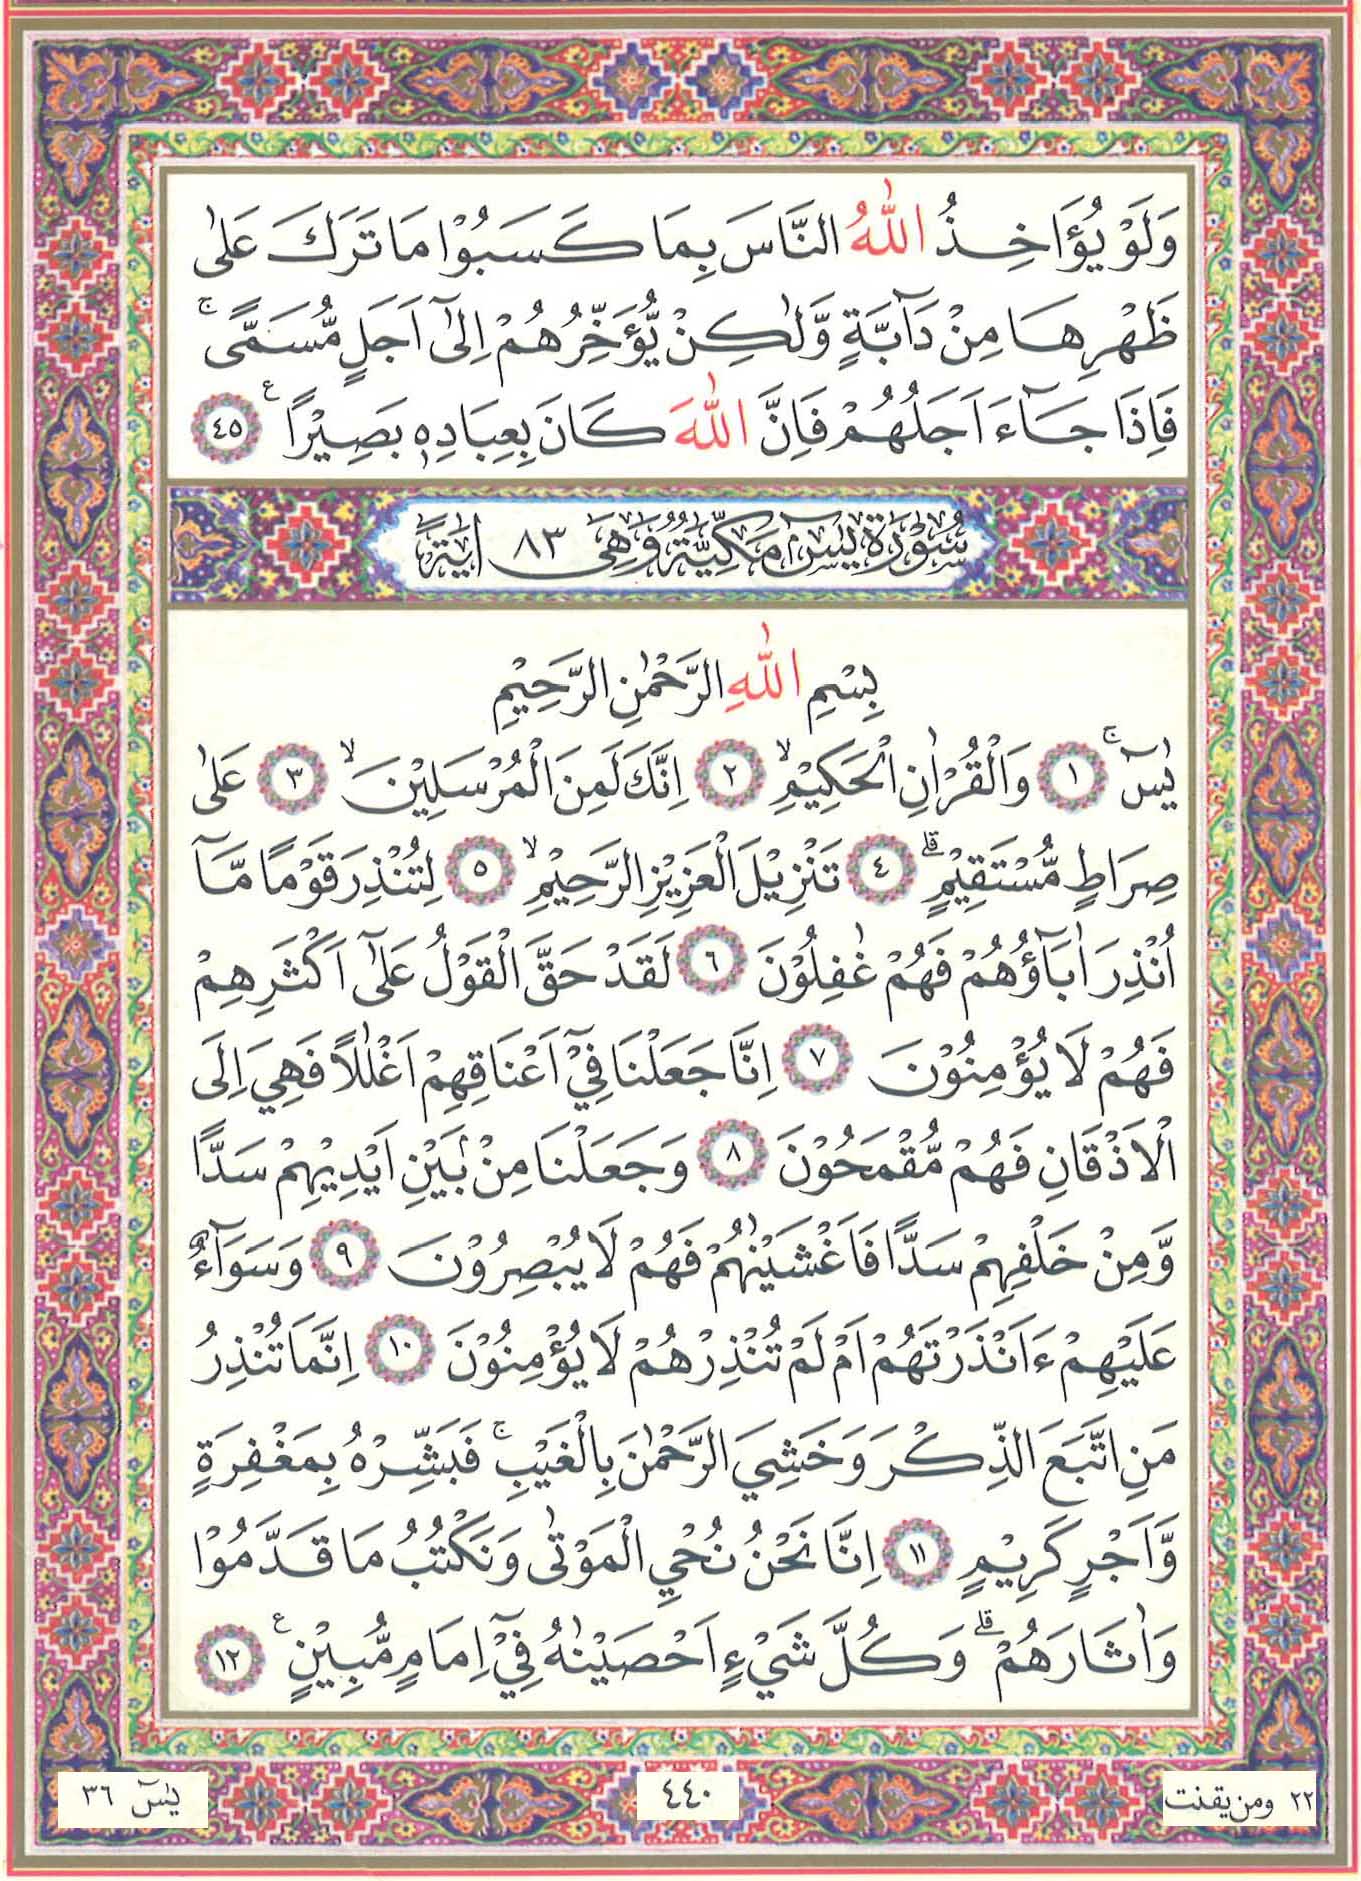 وَلَوْ يُؤَاخِذُ اللّٰهُ النَّاسَ بِمَا كَسَبُوْا مَا تَرَكَ عَلٰى
ظَهْرِهَا مِنْ دَآبَّةٍ وَّلٰكِنْ يُّؤَخِّرُهُمْ اِلٰٓى اَجَلٍ مُّسَمًّىۚ
فَاِذَا جَآءَ اَجَلُهُمْ فَاِنَّ اللّٰهَ كَانَ بِعِبَادِهٖ بَصِيْرًاࣖ ٤٥
سُوْرَةُ يٰسٓ مَكِّيَّةٌ وَهِيَ ٨٣ اٰيَةً
بِسْمِ اللّٰهِ الرَّحْمٰنِ الرَّحِيْمِ
يٰسٓۚ ١ وَالْقُرْاٰنِ الْحَكِيْمِۙ ٢ اِنَّكَ لَمِنَ الْمُرْسَلِيْنَۙ ٣ عَلٰى
صِرَاطٍ مُّسْتَقِيْمٍۗ ٤ تَنْزِيْلَ الْعَزِيْزِ الرَّحِيْمِۙ ٥ لِتُنْذِرَ قَوْمًا مَّآ
اُنْذِرَ اٰبَآؤُهُمْ فَهُمْ غٰفِلُوْنَ ٦ لَقَدْ حَقَّ الْقَوْلُ عَلٰٓى اَكْثَرِهِمْ
فَهُمْ لَا يُؤْمِنُوْنَ ٧ اِنَّا جَعَلْنَا فِيْٓ اَعْنَاقِهِمْ اَغْلٰلًا فَهِيَ اِلَى
الْاَذْقَانِ فَهُمْ مُّقْمَحُوْنَ ٨ وَجَعَلْنَا مِنْۢ بَيْنِ اَيْدِيْهِمْ سَدًّا
وَّمِنْ خَلْفِهِمْ سَدًّا فَاَغْشَيْنٰهُمْ فَهُمْ لَا يُبْصِرُوْنَ ٩ وَسَوَآءٌ
عَلَيْهِمْ ءَاَنْذَرْتَهُمْ اَمْ لَمْ تُنْذِرْهُمْ لَا يُؤْمِنُوْنَ ١٠ اِنَّمَا تُنْذِرُ
مَنِ اتَّبَعَ الذِّكْرَ وَخَشِيَ الرَّحْمٰنَ بِالْغَيْبِۚ فَبَشِّرْهُ بِمَغْفِرَةٍ
وَّاَجْرٍ كَرِيْمٍ ١١ اِنَّا نَحْنُ نُحْيِ الْمَوْتٰى وَنَكْتُبُ مَا قَدَّمُوْا
وَاٰثَارَهُمْۗ وَكُلَّ شَيْءٍ اَحْصَيْنٰهُ فِيْٓ اِمَامٍ مُّبِيْنٍࣖ ١٢
٢٢ ومن يقنت
٤٤٠
يٰسٓ ٣٦